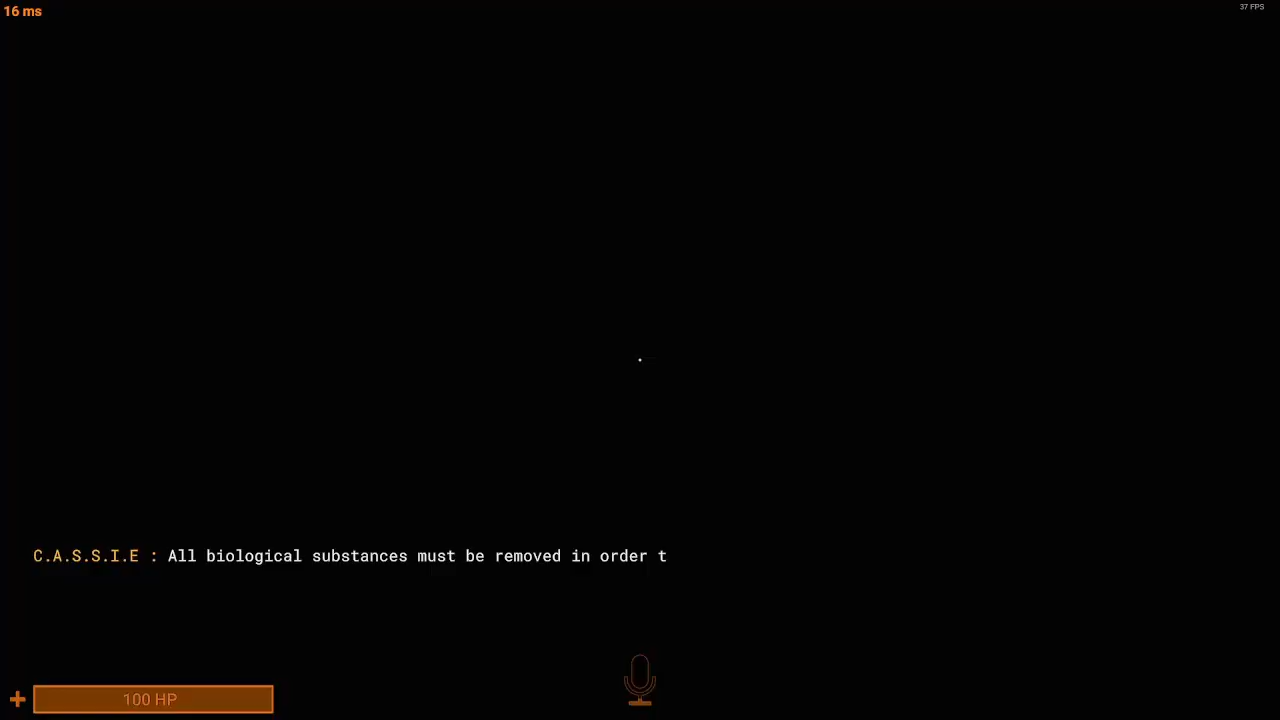 16 ms
37 FPS
C.A.S.S.I.E : All biological substances must be removed in order t
100 HP